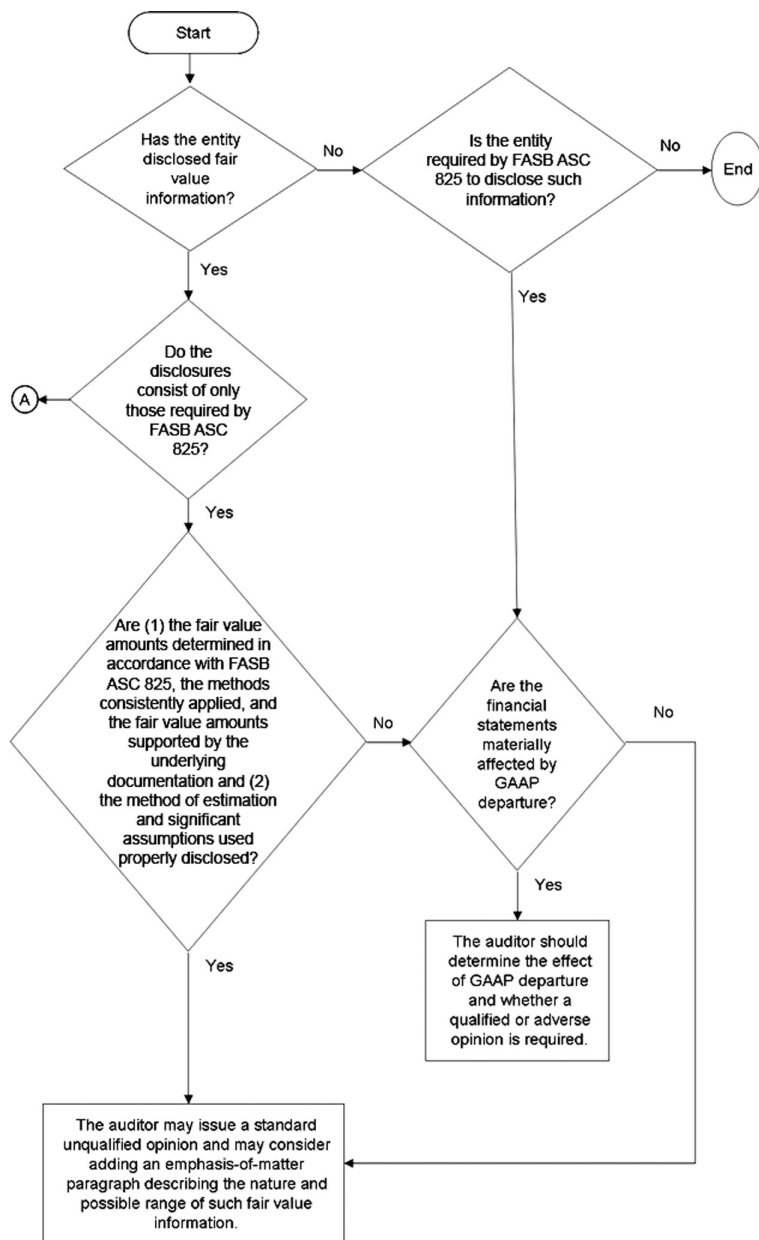 Start
Has the entity
disclosed fair
value
information?
No
Is the entity
required by FASB ASC
825 to disclose such
information?
No
End
Yes
Yes
Do the
disclosures
consist of only
those required by
FASB ASC
825?
A
Yes
Are (1) the fair value
amounts determined in
accordance with FASB
ASC 825, the methods
consistently applied, and
the fair value amounts
supported by the
underlying
documentation and (2)
the method of estimation
and significant
assumptions used
properly disclosed?
No
Are the
financial
statements
materially
affected by
GAAP
departure?
No
Yes
Yes
The auditor should
determine the effect
of GAAP departure
and whether a
qualified or adverse
opinion is required.
The auditor may issue a standard
unqualified opinion and may consider
adding an emphasis-of-matter
paragraph describing the nature and
possible range of such fair value
information.